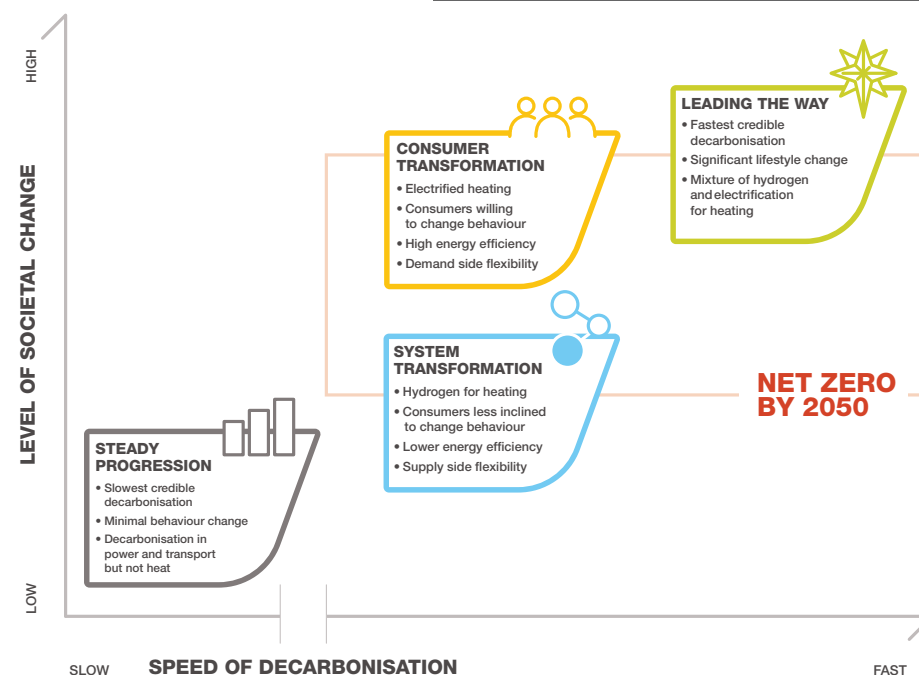 HIGH
LEVEL OF SOCIETAL CHANGE
LOW
LEADING THE WAY
• Fastest credible
decarbonisation
• Significant lifestyle change
• Mixture of hydrogen
and electrification
for heating
CONSUMER
TRANSFORMATION
• Electrified heating
• Consumers willing
to change behaviour
• High energy efficiency
• Demand side flexibility
SYSTEM
TRANSFORMATION
• Hydrogen for heating
• Consumers less inclined
to change behaviour
• Lower energy efficiency
• Supply side flexibility
NET ZERO
BY 2050
STEADY
PROGRESSION
• Slowest credible
decarbonisation
• Minimal behaviour change
• Decarbonisation in
power and transport
but not heat
SLOW
SPEED OF DECARBONISATION
FAST